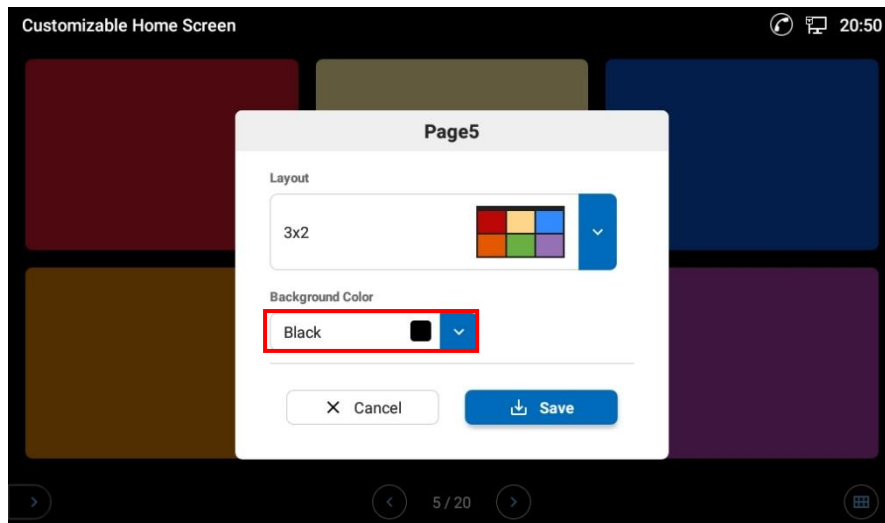 Customizable Home Screen 20:50
Page5
Layout
3x2
Background Color
Black
Cancel Save
5/20